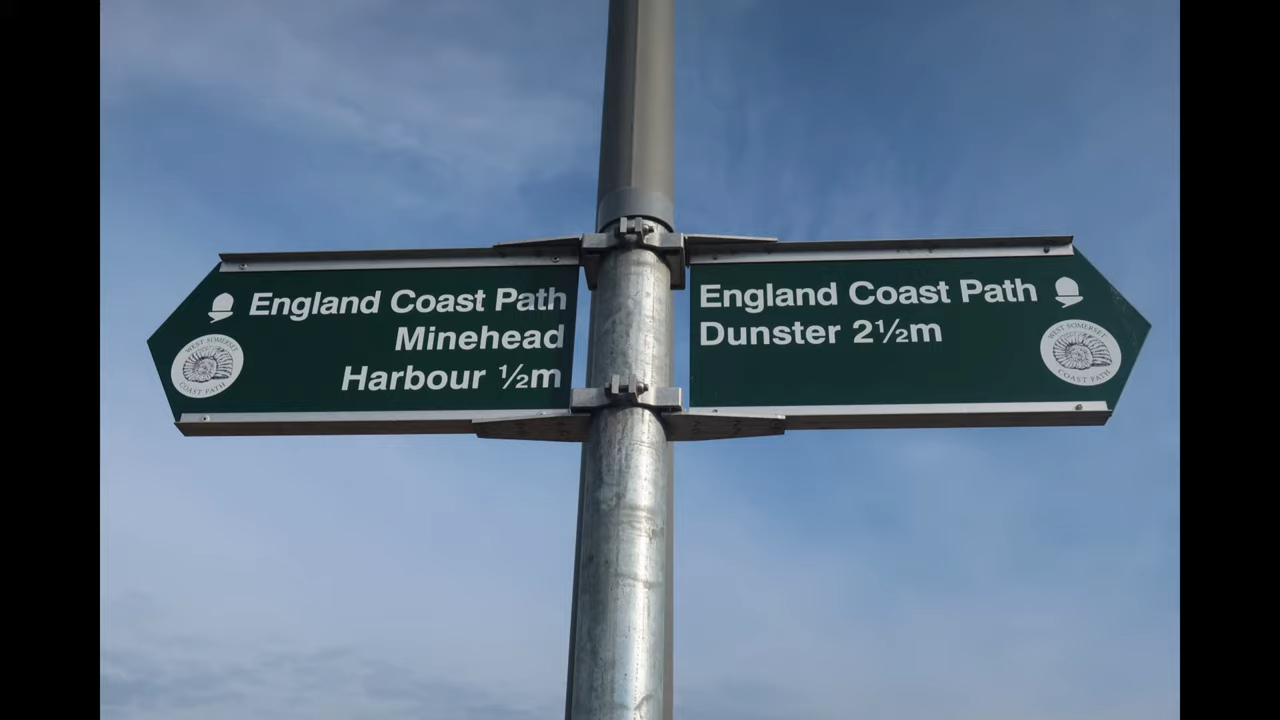 England Coast Path
Minehead
Harbour ½m
WEST SOMERSET
COAST PATH
England Coast Path
Dunster 2½m
WEST SOMERSET
COAST PATH